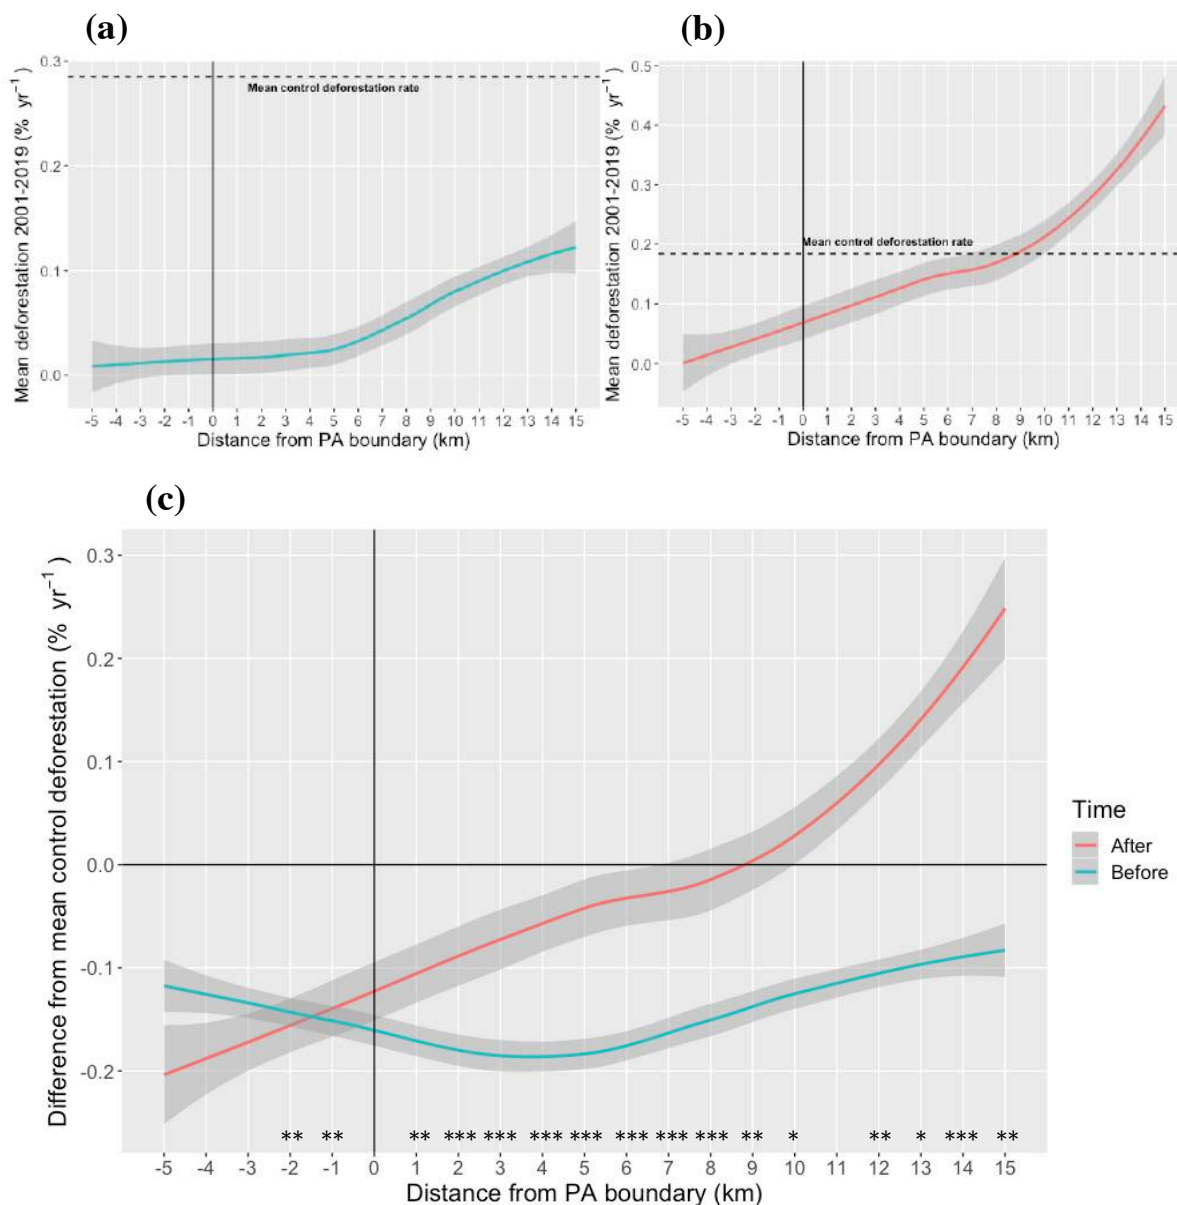 (a)
Mean deforestation 2001-2019 (% yr⁻¹ )
0.3
0.2
0.1
0.0
Mean control deforestation rate
-5 -4 -3 -2 -1 0 1 2 3 4 5 6 7 8 9 10 11 12 13 14 15
Distance from PA boundary (km)
(b)
Mean deforestation 2001-2019 (% yr⁻¹ )
0.5
0.4
0.3
0.2
0.1
0.0
Mean control deforestation rate
-5 -4 -3 -2 -1 0 1 2 3 4 5 6 7 8 9 10 11 12 13 14 15
Distance from PA boundary (km)
(c)
Difference from mean control deforestation (% yr⁻¹ )
0.3
0.2
0.1
0.0
-0.1
-0.2
** ** ** *** *** *** *** *** *** *** ** * ** * *** **
-5 -4 -3 -2 -1 0 1 2 3 4 5 6 7 8 9 10 11 12 13 14 15
Distance from PA boundary (km)
Time
After
Before